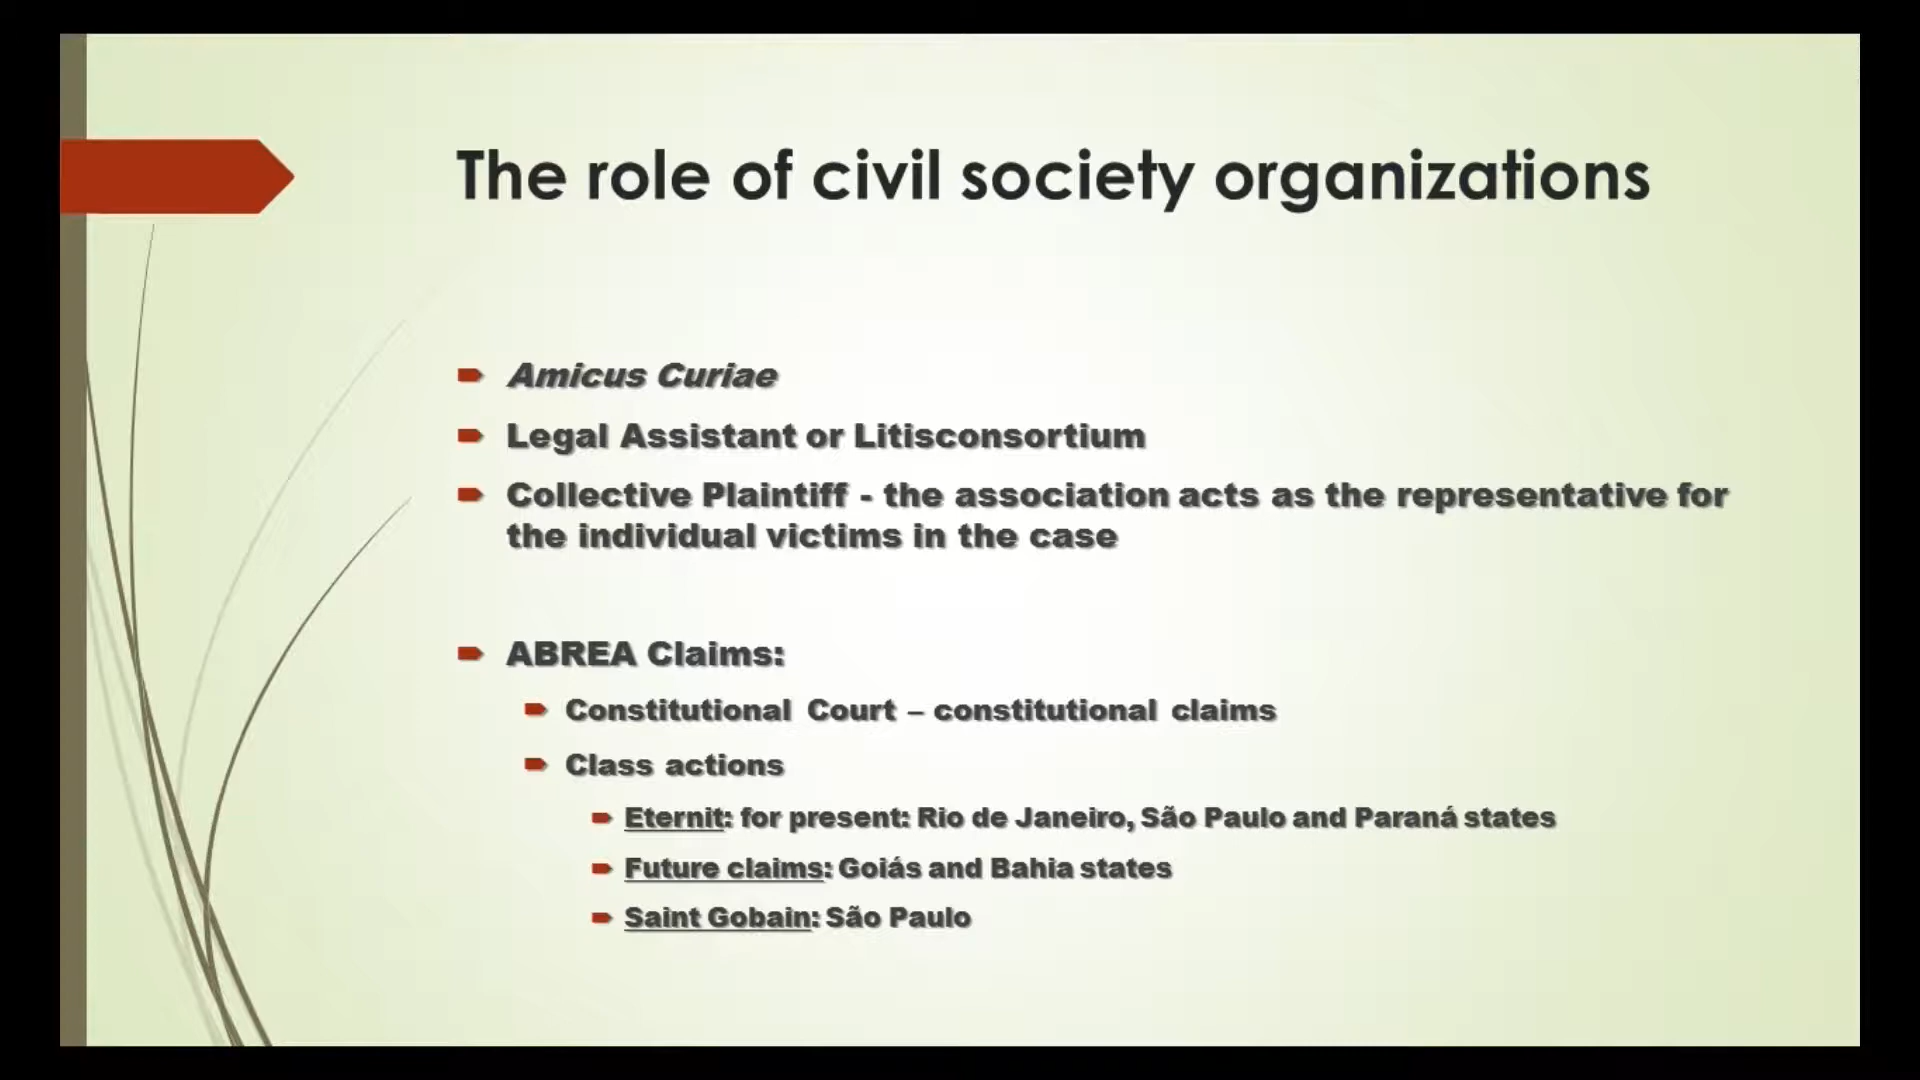 The role of civil society organizations
Amicus Curiae
Legal Assistant or Litisconsortium
Collective Plaintiff - the association acts as the representative for
the individual victims in the case
ABREA Claims:
Constitutional Court – constitutional claims
Class actions
Eternit: for present: Rio de Janeiro, São Paulo and Paraná states
Future claims: Goiás and Bahia states
Saint Gobain: São Paulo